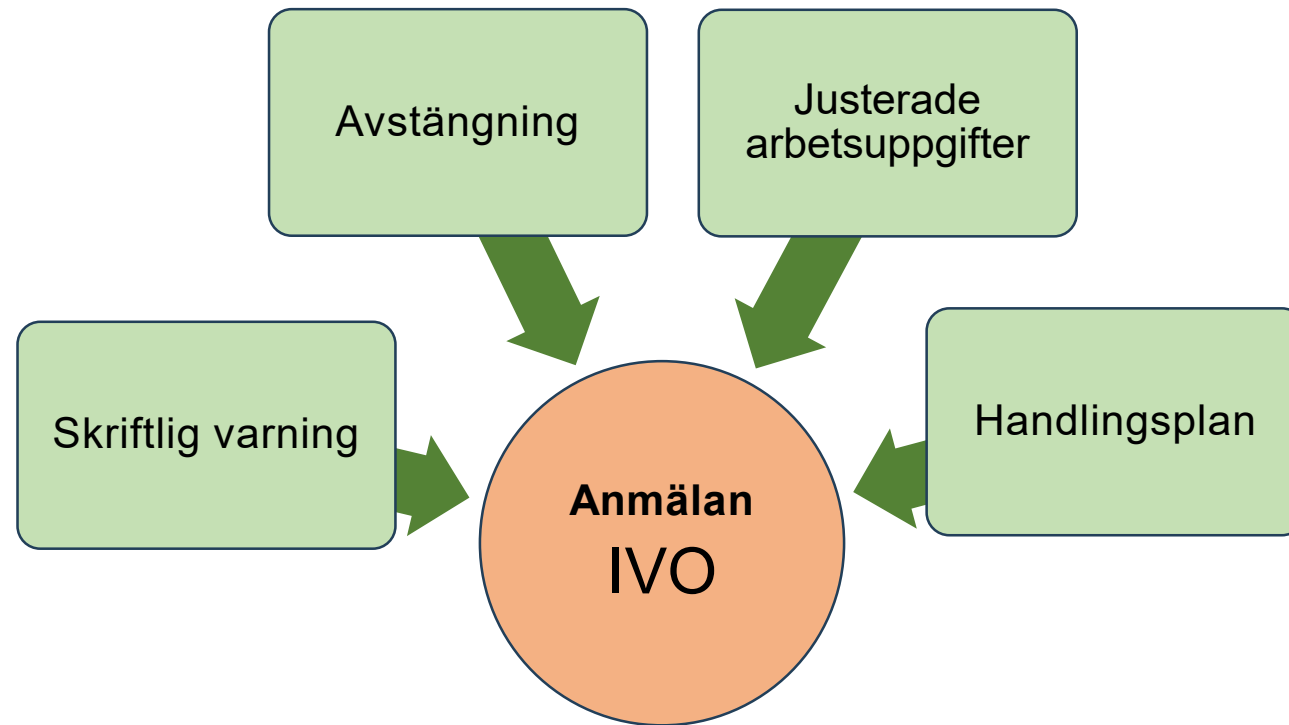 Avstängning
Justerade
arbetsuppgifter
Skriftlig varning
Handlingsplan
Anmälan
IVO